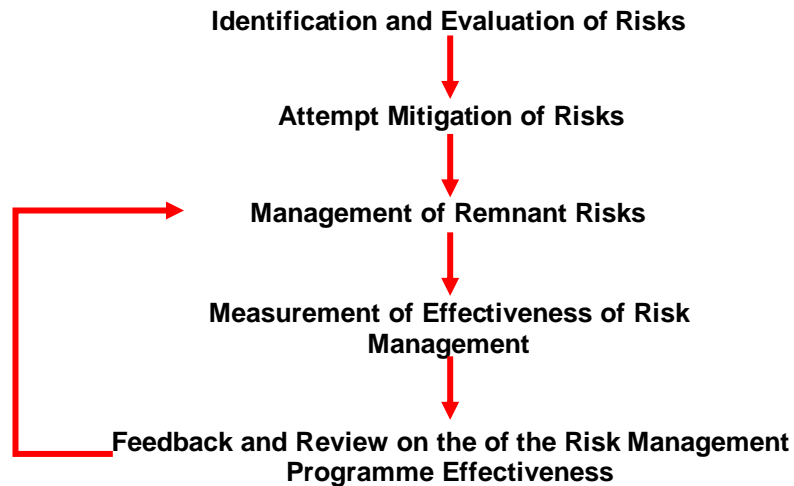 Identification and Evaluation of Risks
Attempt Mitigation of Risks
Management of Remnant Risks
Measurement of Effectiveness of Risk
Management
Feedback and Review on the of the Risk Management
Programme Effectiveness